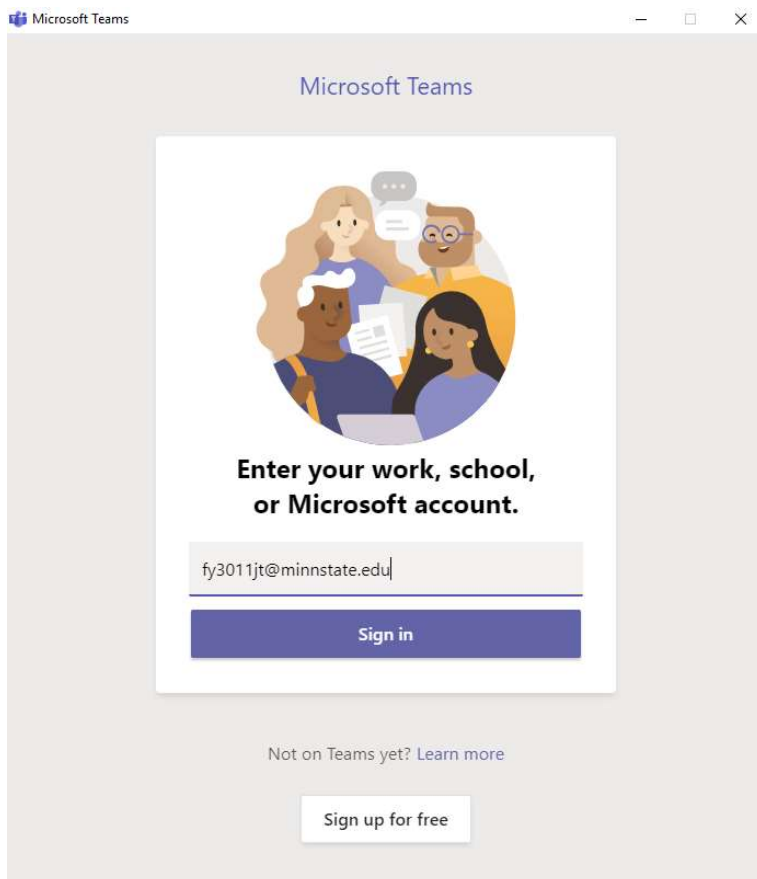 Microsoft Teams
Microsoft Teams
Enter your work, school,
or Microsoft account.
fy3011jt@minnstate.edu
Sign in
Not on Teams yet? Learn more
Sign up for free